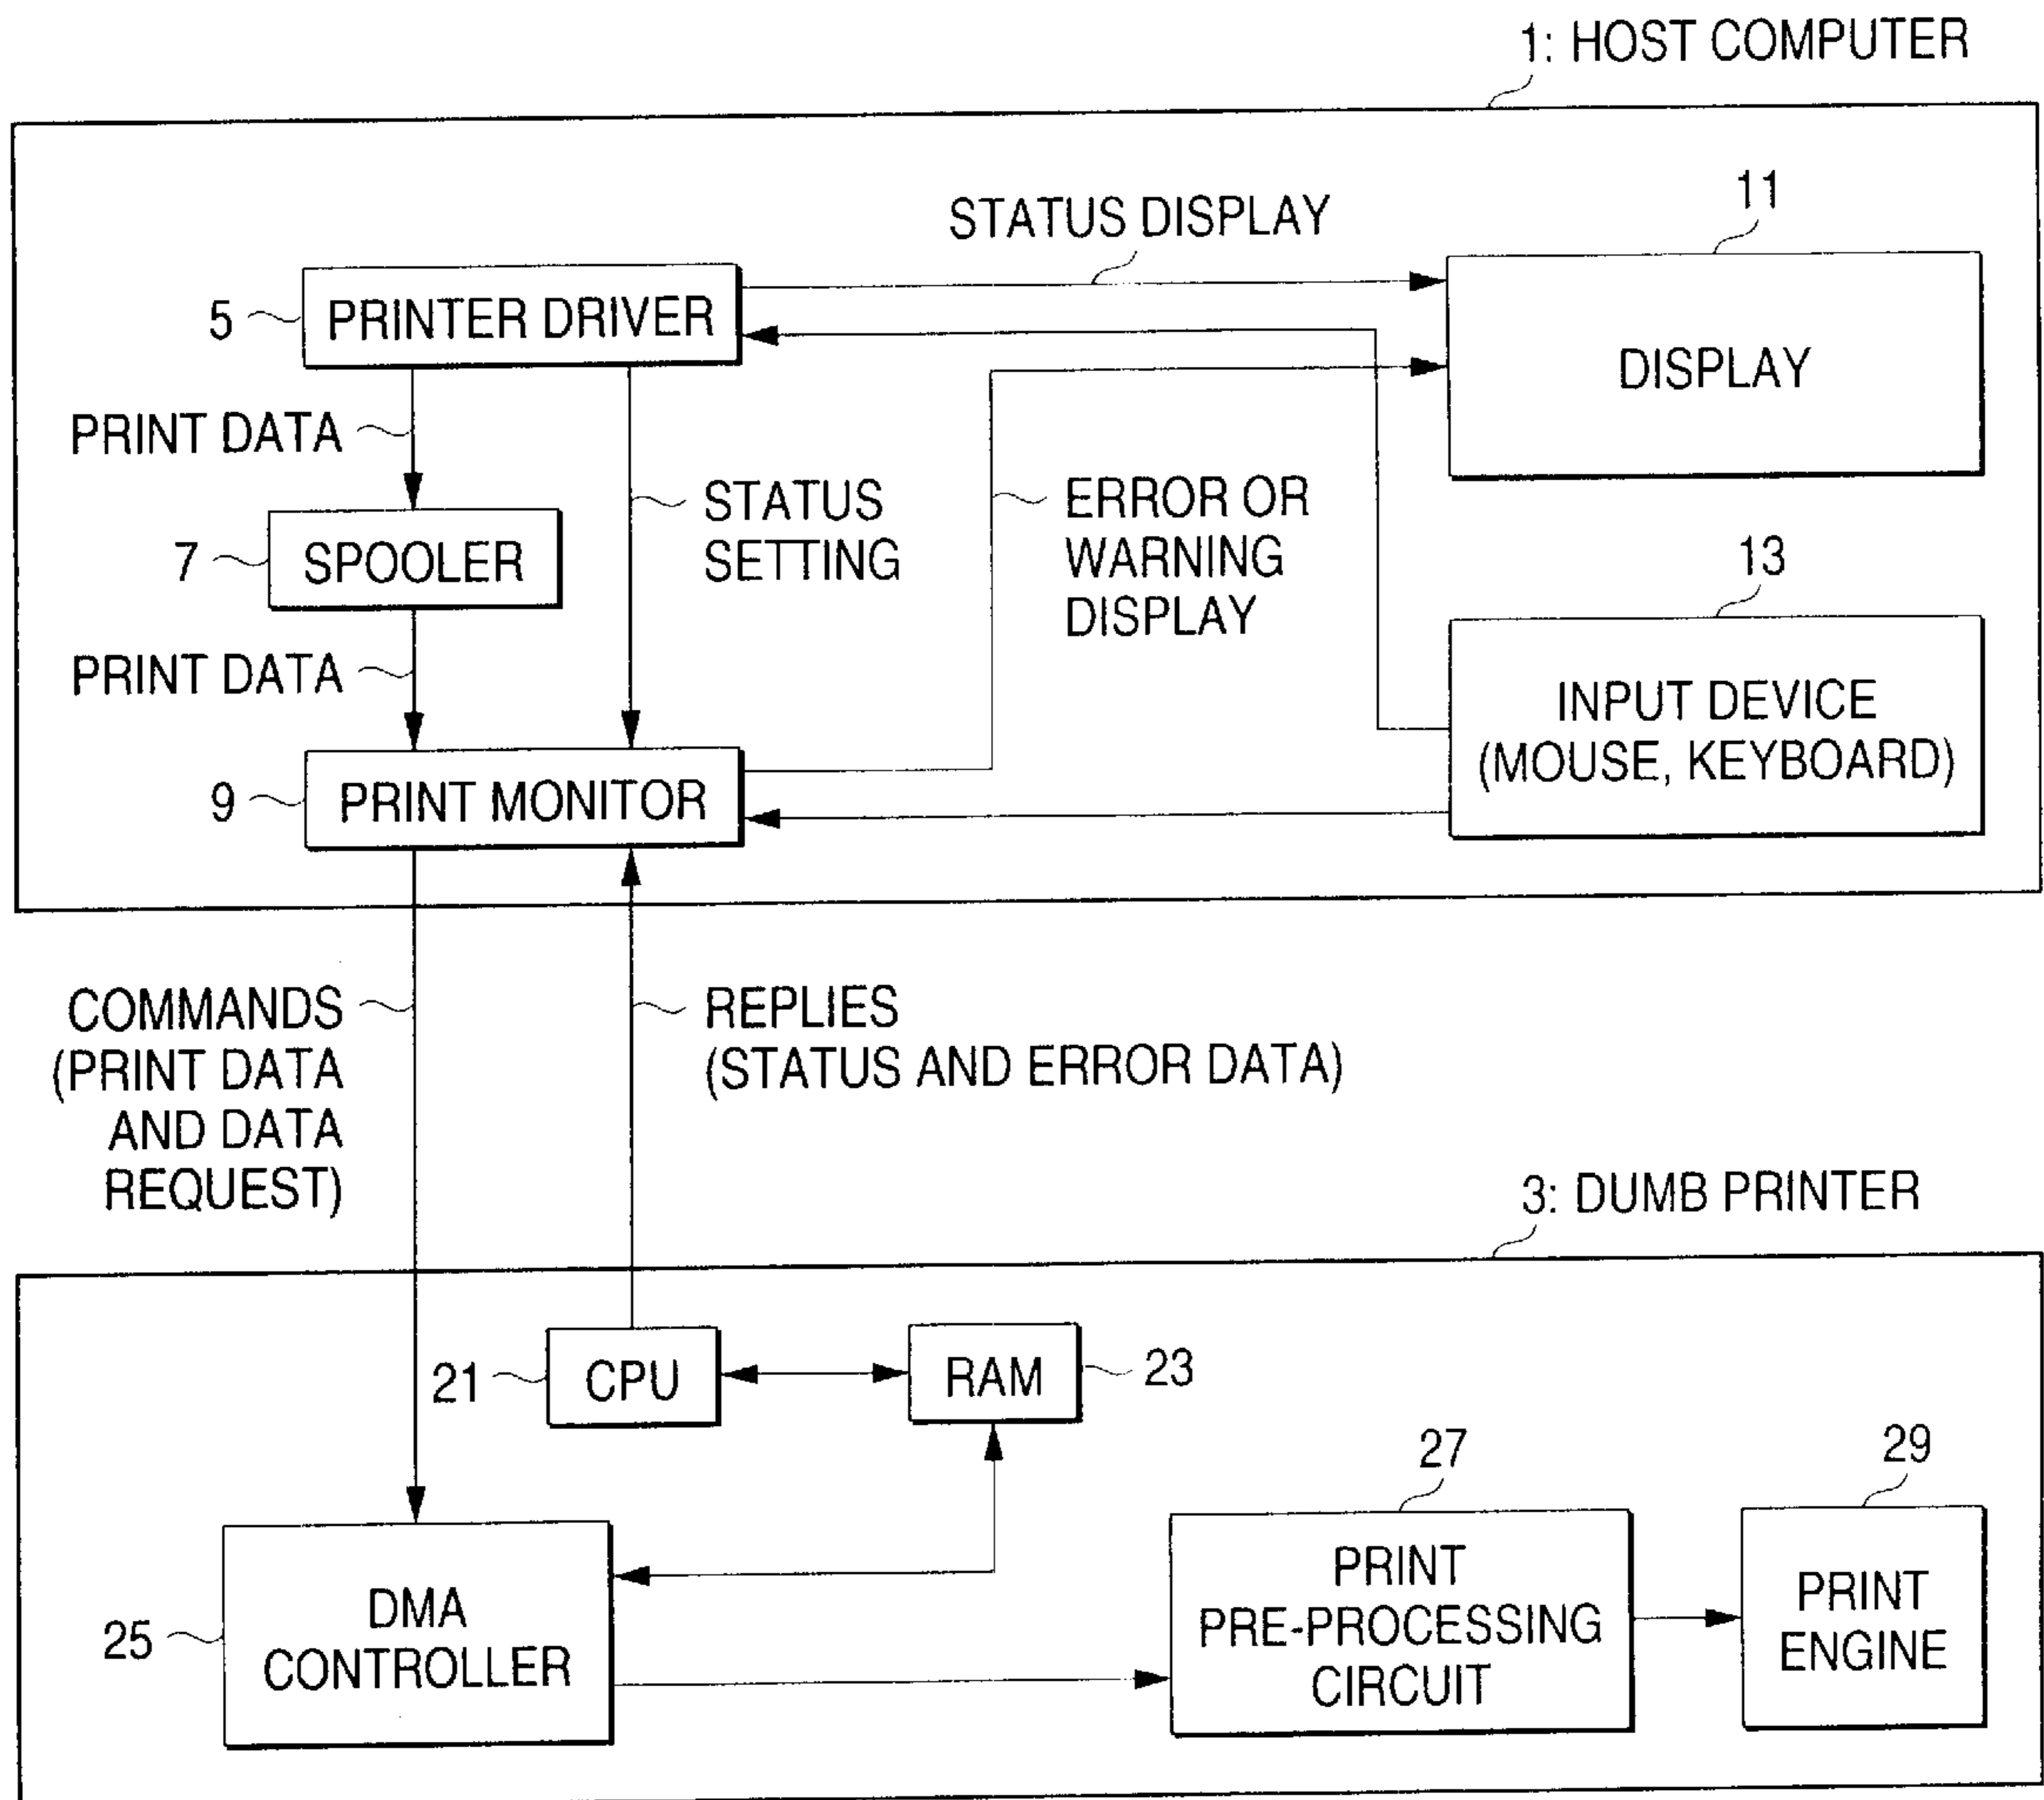 1: HOST COMPUTER
11
STATUS DISPLAY
5
PRINTER DRIVER
DISPLAY
PRINT DATA
STATUS
SETTING
ERROR OR
WARNING
DISPLAY
7
SPOOLER
13
PRINT DATA
INPUT DEVICE
(MOUSE, KEYBOARD)
9
PRINT MONITOR
COMMANDS
(PRINT DATA
AND DATA
REQUEST)
REPLIES
(STATUS AND ERROR DATA)
3: DUMB PRINTER
21
CPU
RAM
23
27
29
25
DMA
CONTROLLER
PRINT
PRE-PROCESSING
CIRCUIT
PRINT
ENGINE